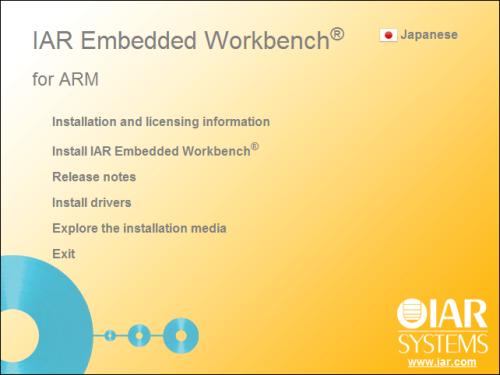 IAR Embedded Workbench®
Japanese
for ARM
Installation and licensing information
Install IAR Embedded Workbench®
Release notes
Install drivers
Explore the installation media
Exit
IAR
SYSTEMS
www.iar.com